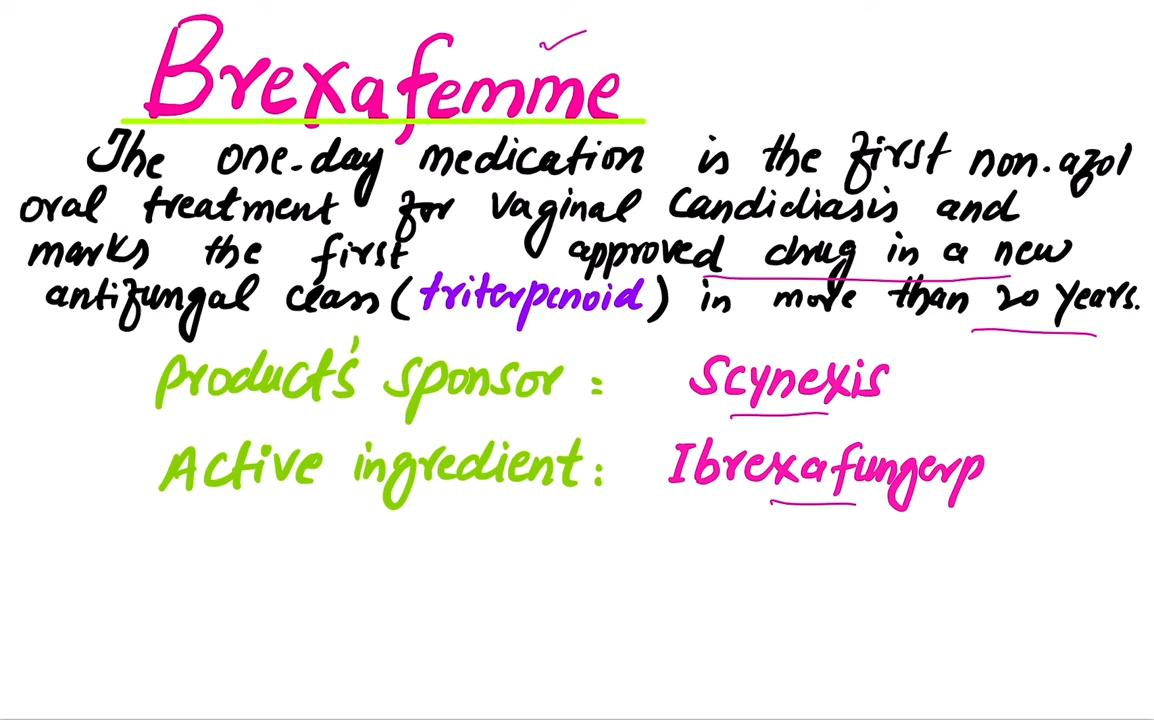 Brexafemme
The one-day medication is the first non-azol
oral treatment for vaginal candidiasis and
marks the first approved drug in a new
antifungal class (triterpenoid) in more than 20 years.
Product's sponsor : Scynexis
Active ingredient : Ibrexafungerp